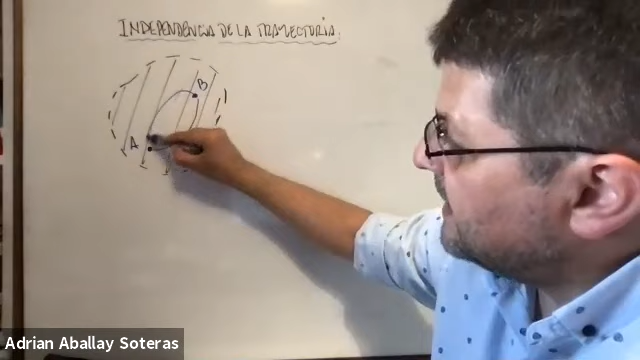 INDEPENDENCIA DE LA TRAYECTORIA.
B
A
Adrian Aballay Soteras